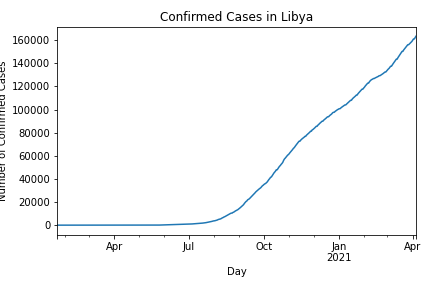 Confirmed Cases in Libya
Number of Confirmed Cases
160000
140000
120000
100000
80000
60000
40000
20000
0
Apr
Jul
Oct
Jan
2021
Apr
Day